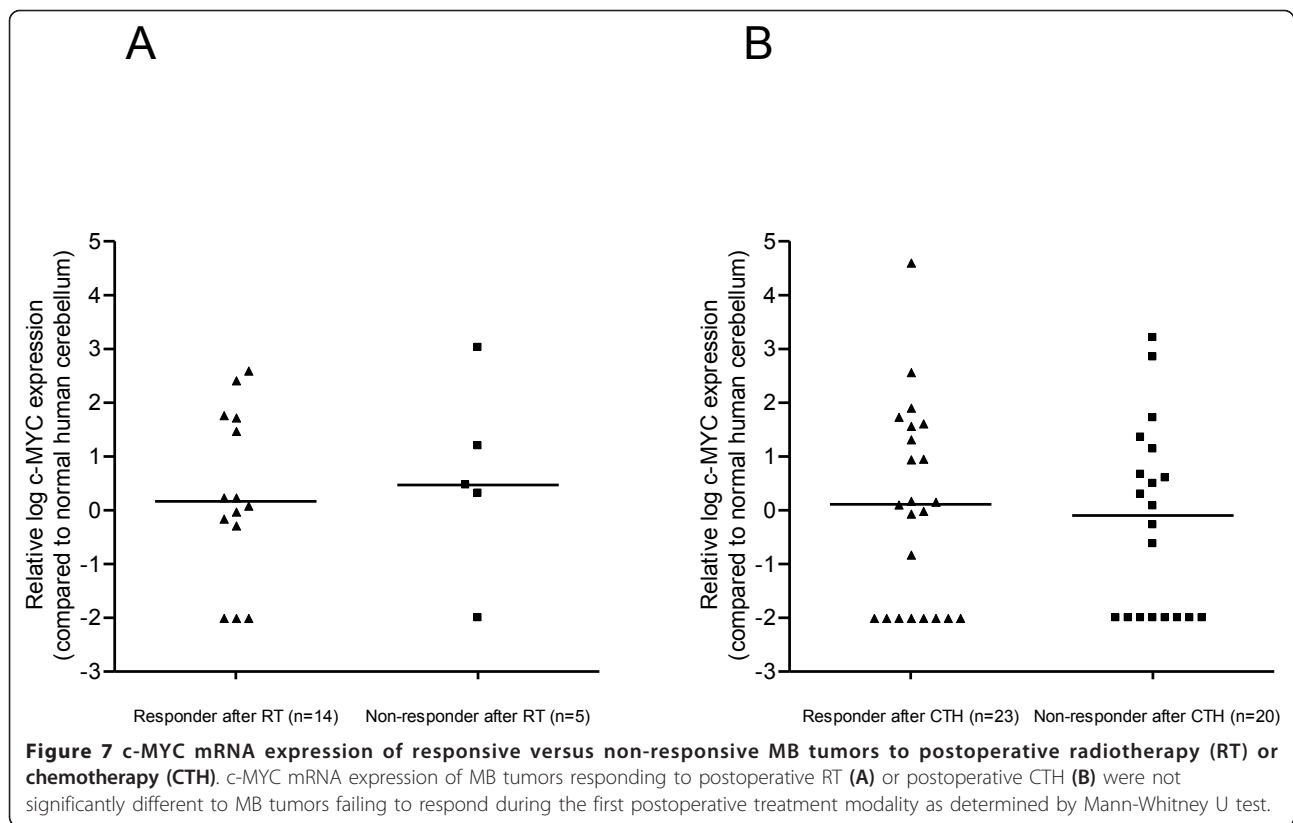 A
B
Relative log c-MYC expression
(compared to normal human cerebellum)
5
4
3
2
1
0
-1
-2
-3
Responder after RT (n=14)
Non-responder after RT (n=5)
Relative log c-MYC expression
(compared to normal human cerebellum)
5
4
3
2
1
0
-1
-2
-3
Responder after CTH (n=23)
Non-responder after CTH (n=20)
Figure 7 c-MYC mRNA expression of responsive versus non-responsive MB tumors to postoperative radiotherapy (RT) or
chemotherapy (CTH). c-MYC mRNA expression of MB tumors responding to postoperative RT (A) or postoperative CTH (B) were not
significantly different to MB tumors failing to respond during the first postoperative treatment modality as determined by Mann-Whitney U test.